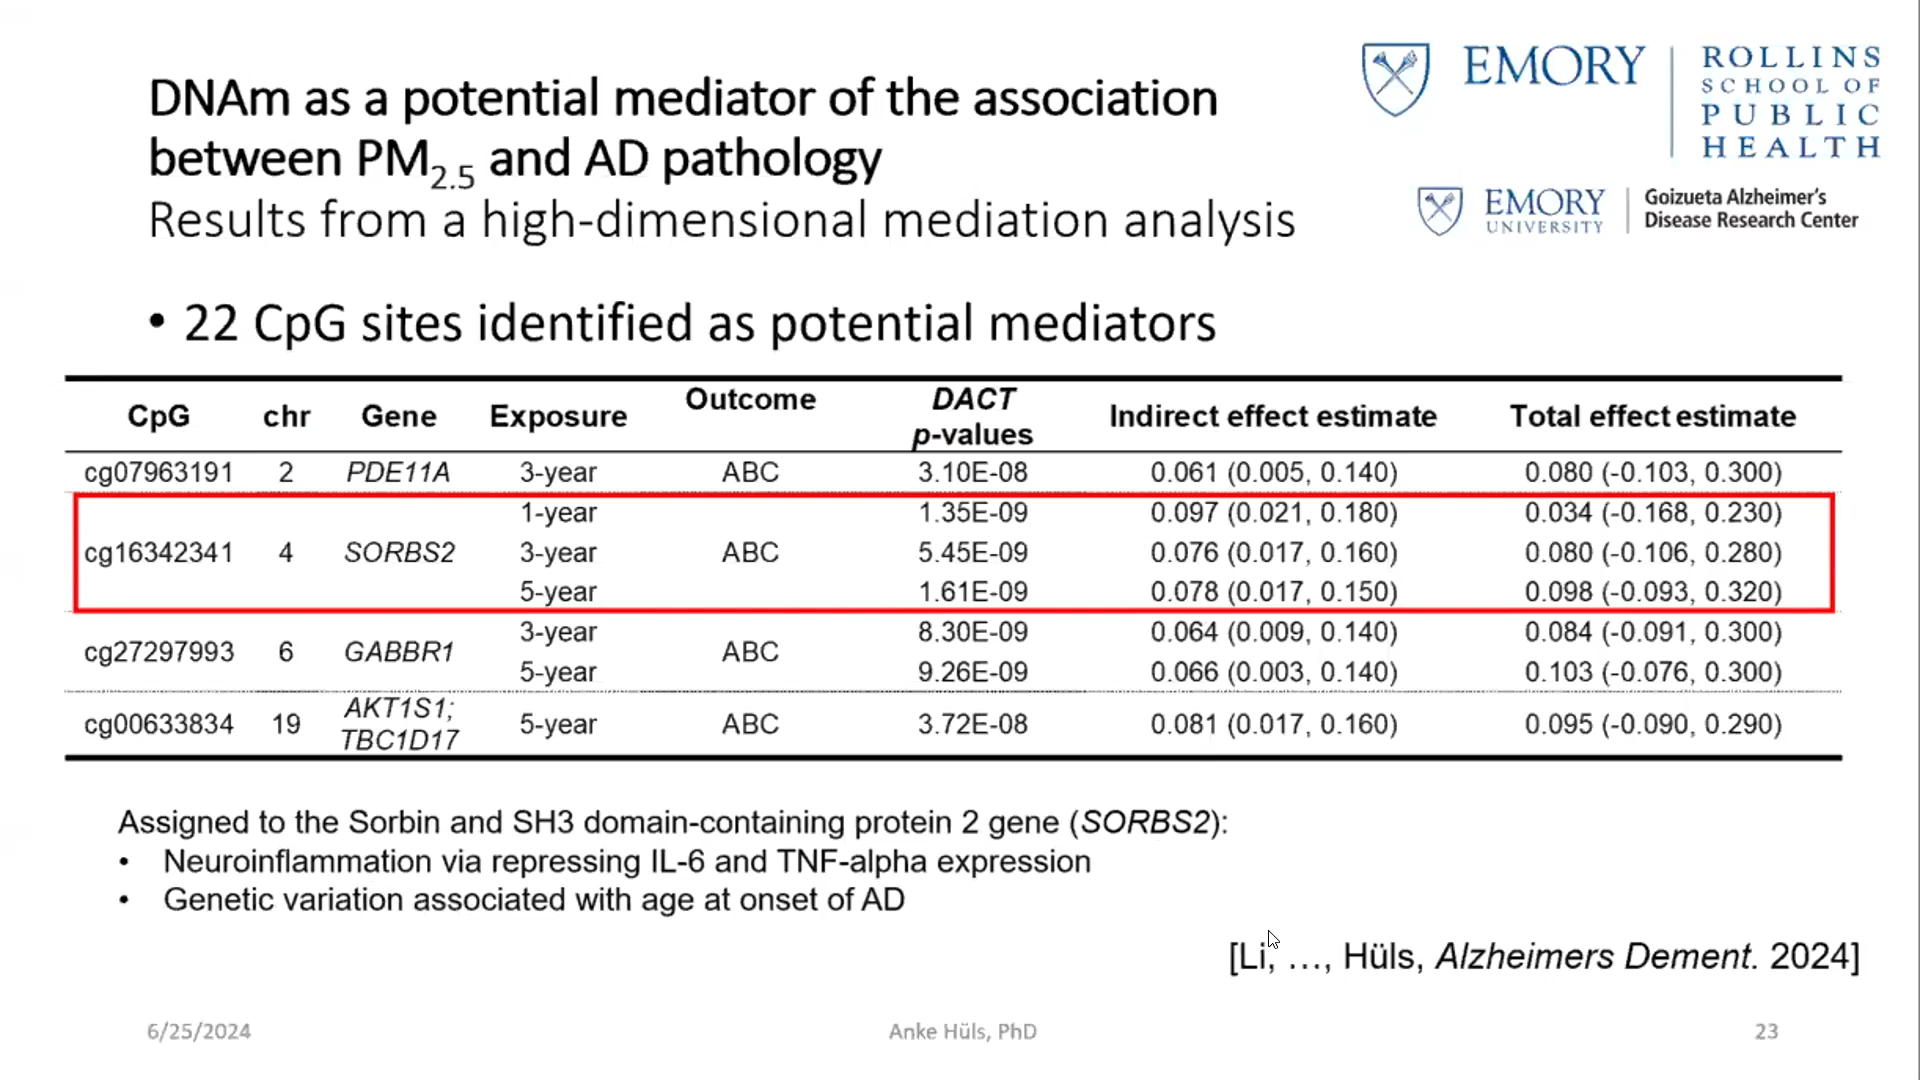 DNAm as a potential mediator of the association
between PM2.5 and AD pathology
Results from a high-dimensional mediation analysis
EMORY
ROLLINS
SCHOOL OF
PUBLIC
HEALTH
EMORY
UNIVERSITY
Goizueta Alzheimer's
Disease Research Center
• 22 CpG sites identified as potential mediators
CpG chr Gene Exposure Outcome DACT p-values Indirect effect estimate Total effect estimate
cg07963191 2 PDE11A 3-year ABC 3.10E-08 0.061 (0.005, 0.140) 0.080 (-0.103, 0.300)
1-year 1.35E-09 0.097 (0.021, 0.180) 0.034 (-0.168, 0.230)
cg16342341 4 SORBS2 3-year ABC 5.45E-09 0.076 (0.017, 0.160) 0.080 (-0.106, 0.280)
5-year 1.61E-09 0.078 (0.017, 0.150) 0.098 (-0.093, 0.320)
3-year 8.30E-09 0.064 (0.009, 0.140) 0.084 (-0.091, 0.300)
cg27297993 6 GABBR1 ABC
5-year 9.26E-09 0.066 (0.003, 0.140) 0.103 (-0.076, 0.300)
cg00633834 19 AKT1S1; TBC1D17 5-year ABC 3.72E-08 0.081 (0.017, 0.160) 0.095 (-0.090, 0.290)
Assigned to the Sorbin and SH3 domain-containing protein 2 gene (SORBS2):
• Neuroinflammation via repressing IL-6 and TNF-alpha expression
• Genetic variation associated with age at onset of AD
[Li, …, Hüls, Alzheimers Dement. 2024]
6/25/2024
Anke Hüls, PhD
23